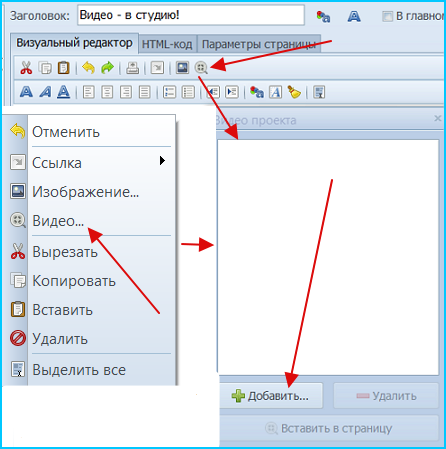 Заголовок: Видео - в студию! В главном
Визуальный редактор HTML-код Параметры страницы
Видео проекта
Отменить
Ссылка
Изображение...
Видео...
Вырезать
Копировать
Вставить
Удалить
Выделить все
Добавить... Удалить
Вставить в страницу